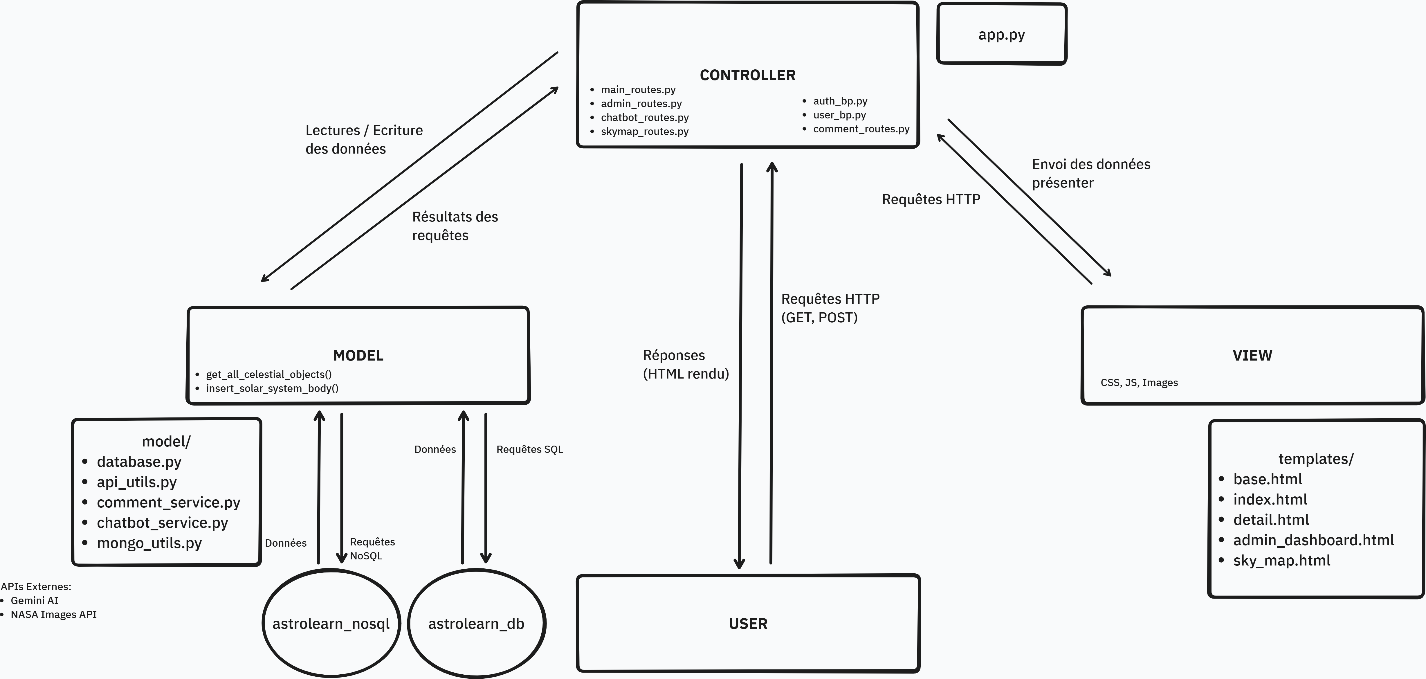 app.py
CONTROLLER
main_routes.py
admin_routes.py
chatbot_routes.py
skymap_routes.py
auth_bp.py
user_bp.py
comment_routes.py
Lectures / Ecriture
des données
Résultats des
requêtes
Envoi des données
présenter
Requêtes HTTP
Requêtes HTTP
(GET, POST)
Réponses
(HTML rendu)
MODEL
get_all_celestial_objects()
insert_solar_system_body()
VIEW
CSS, JS, Images
model/
database.py
api_utils.py
comment_service.py
chatbot_service.py
mongo_utils.py
Données
Requêtes SQL
Données
Requêtes
NoSQL
templates/
base.html
index.html
detail.html
admin_dashboard.html
sky_map.html
APIs Externes:
Gemini AI
NASA Images API
astrolearn_nosql
astrolearn_db
USER